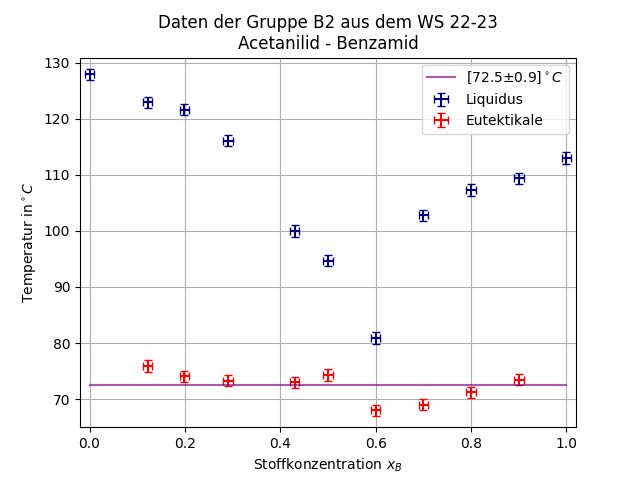 Daten der Gruppe B2 aus dem WS 22-23
Acetanilid - Benzamid
[72.5±0.9]°C
Liquidus
Eutektikale
Temperatur in°C
130
120
110
100
90
80
70
0.0 0.2 0.4 0.6 0.8 1.0
Stoffkonzentration x_B